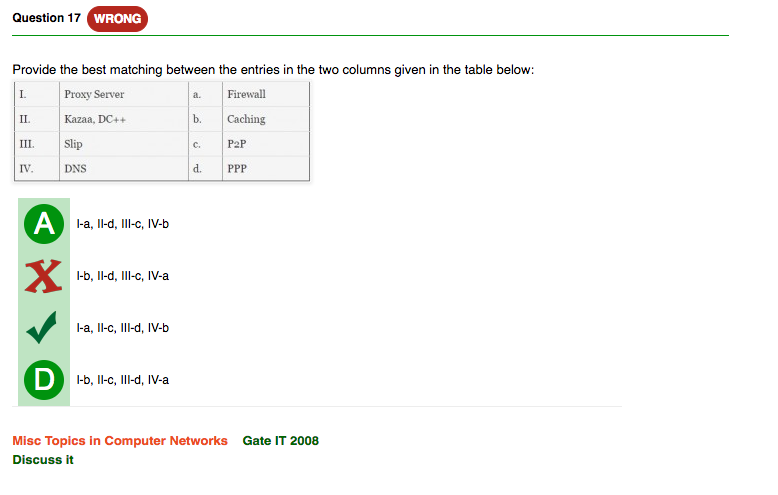 Question 17 WRONG
Provide the best matching between the entries in the two columns given in the table below:
I. Proxy Server a. Firewall
II. Kazaa, DC++ b. Caching
III. Slip c. P2P
IV. DNS d. PPP
A I-a, II-d, III-c, IV-b
X I-b, II-d, III-c, IV-a
I-a, II-c, III-d, IV-b
D I-b, II-c, III-d, IV-a
Misc Topics in Computer Networks Gate IT 2008
Discuss it